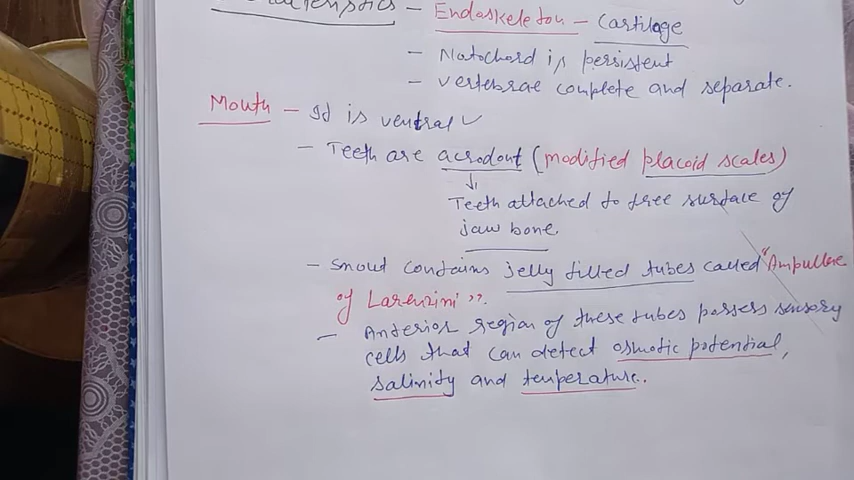 - Endoskeleton - Cartilage
- Notochord is persistent
- vertebrae complete and separate.
Mouth - It is ventral ✓
- Teeth are acrodont (modified placoid scales)
Teeth attached to free surface of
jaw bone
- Snout contains jelly filled tubes called "Ampullae
of Lorenzini".
- Anterior region of these tubes possess sensory
cells that can detect osmotic potential,
salinity and temperature.